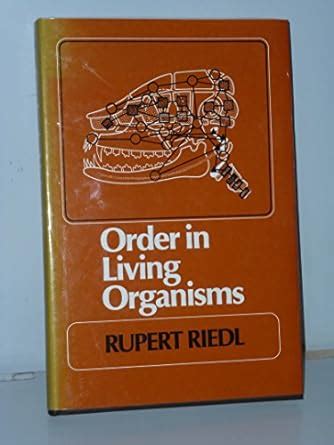 Order in
Living
Organisms
RUPERT RIEDL